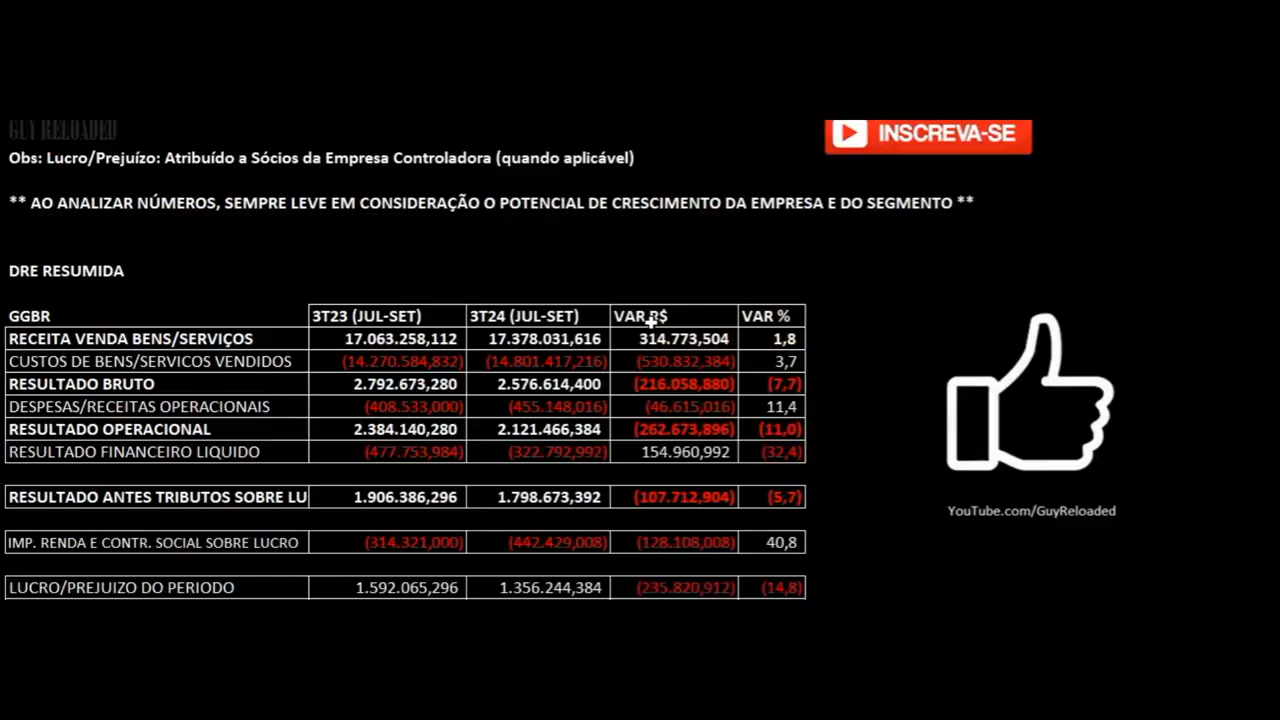 GUY RELOADED
INSCREVA-SE
Obs: Lucro/Prejuízo: Atribuído a Sócios da Empresa Controladora (quando aplicável)
** AO ANALIZAR NÚMEROS, SEMPRE LEVE EM CONSIDERAÇÃO O POTENCIAL DE CRESCIMENTO DA EMPRESA E DO SEGMENTO **
DRE RESUMIDA
GGBR 3T23 (JUL-SET) 3T24 (JUL-SET) VAR R$ VAR %
RECEITA VENDA BENS/SERVIÇOS 17.063.258,112 17.378.031,616 314.773,504 1,8
CUSTOS DE BENS/SERVICOS VENDIDOS (14.270.584,832) (14.801.417,216) (530.832,384) 3,7
RESULTADO BRUTO 2.792.673,280 2.576.614,400 (216.058,880) (7,7)
DESPESAS/RECEITAS OPERACIONAIS (408.533,000) (455.148,016) (46.615,016) 11,4
RESULTADO OPERACIONAL 2.384.140,280 2.121.466,384 (262.673,896) (11,0)
RESULTADO FINANCEIRO LIQUIDO (477.753,984) (322.792,992) 154.960,992 (32,4)
RESULTADO ANTES TRIBUTOS SOBRE LU 1.906.386,296 1.798.673,392 (107.712,904) (5,7)
IMP. RENDA E CONTR. SOCIAL SOBRE LUCRO (314.321,000) (442.429,008) (128.108,008) 40,8
LUCRO/PREJUIZO DO PERIODO 1.592.065,296 1.356.244,384 (235.820,912) (14,8)
YouTube.com/GuyReloaded